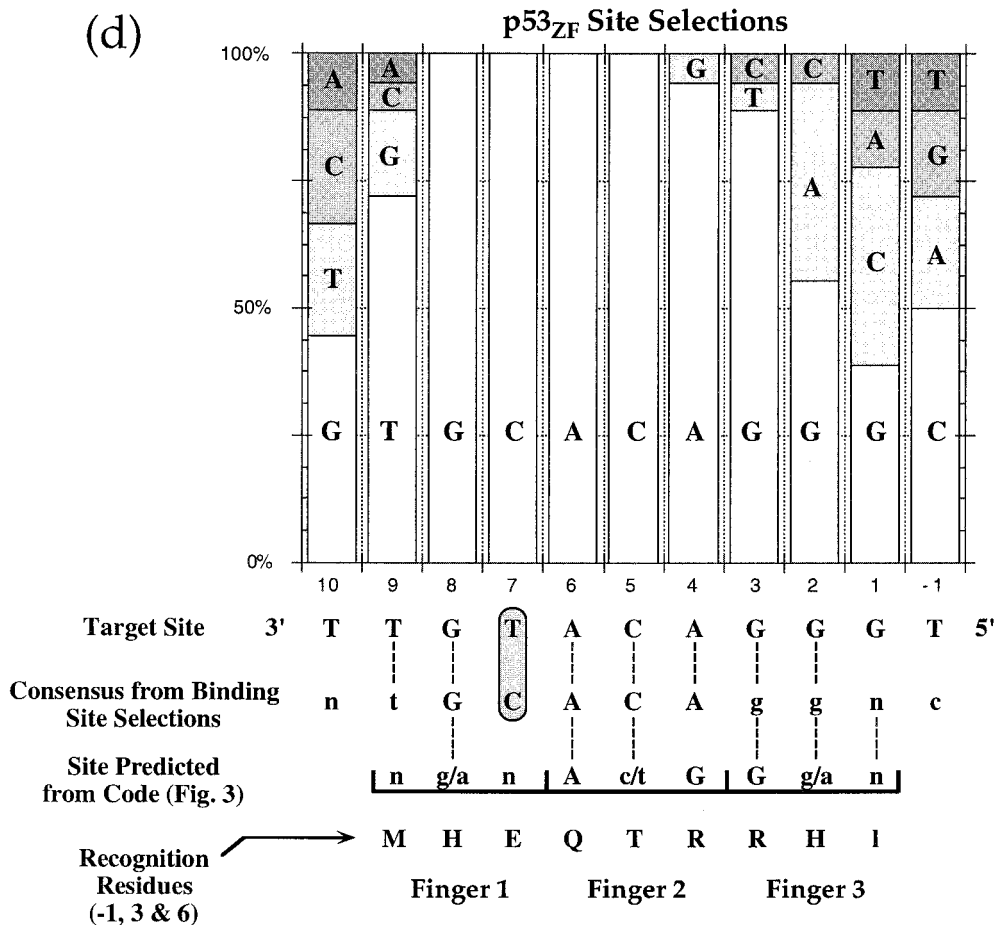 (d)
p53ZF Site Selections
100%
A A G C C T T
C T
G A G
C A
A C A
T
50%
G T G C A C A G G G C
0%
10 9 8 7 6 5 4 3 2 1 -1
Target Site 3' T T G T A C A G G G T 5'
Consensus from Binding
Site Selections
n t G C A C A g g n c
Site Predicted
from Code (Fig. 3)
n g/a n A c/t G G g/a n
Recognition
Residues
(-1, 3 & 6)
M H E Q T R R H I
Finger 1 Finger 2 Finger 3